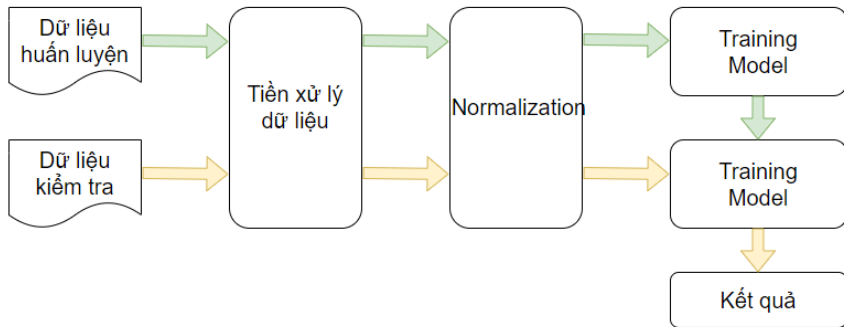 Dữ liệu
huấn luyện
Tiền xử lý
dữ liệu
Normalization
Training
Model
Dữ liệu
kiểm tra
Training
Model
Kết quả